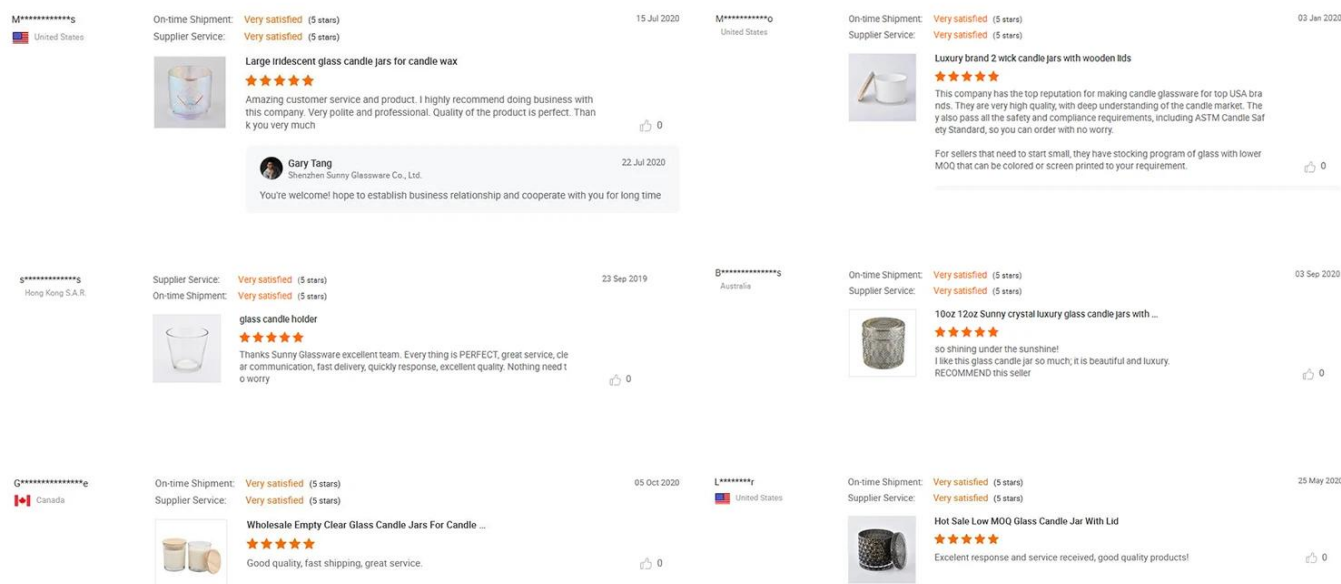 M************s
United States
On-time Shipment: Very satisfied (5 stars)
15 Jul 2020
Supplier Service: Very satisfied (5 stars)
Large iridescent glass candle jars for candle wax
Amazing customer service and product. I highly recommend doing business with
this company. Very polite and professional. Quality of the product is perfect. Than
k you very much
0
Gary Tang
22 Jul 2020
Shenzhen Sunny Glassware Co., Ltd.
You're welcome! hope to establish business relationship and cooperate with you for long time
M***********o
United States
On-time Shipment: Very satisfied (5 stars)
03 Jan 2020
Supplier Service: Very satisfied (5 stars)
Luxury brand 2 wick candle jars with wooden lids
This company has the top reputation for making candle glassware for top USA bra
nds. They are very high quality, with deep understanding of the candle market. The
y also pass all the safety and compliance requirements, including ASTM Candle Saf
ety Standard, so you can order with no worry.
For sellers that need to start small, they have stocking program of glass with lower
MOQ that can be colored or screen printed to your requirement.
0
s*************s
Hong Kong S.A.R.
Supplier Service: Very satisfied (5 stars)
23 Sep 2019
On-time Shipment: Very satisfied (5 stars)
glass candle holder
Thanks Sunny Glassware excellent team. Every thing is PERFECT, great service, cle
ar communication, fast delivery, quickly response, excellent quality. Nothing need t
o worry
0
B**************s
Australia
On-time Shipment: Very satisfied (5 stars)
03 Sep 2020
Supplier Service: Very satisfied (5 stars)
10oz 12oz Sunny crystal luxury glass candle jars with ...
so shining under the sunshine!
I like this glass candle jar so much; it is beautiful and luxury.
RECOMMEND this seller
0
G***************e
Canada
On-time Shipment: Very satisfied (5 stars)
05 Oct 2020
Supplier Service: Very satisfied (5 stars)
Wholesale Empty Clear Glass Candle Jars For Candle ...
Good quality, fast shipping, great service.
0
L********r
United States
On-time Shipment: Very satisfied (5 stars)
25 May 2020
Supplier Service: Very satisfied (5 stars)
Hot Sale Low MOQ Glass Candle Jar With Lid
Excelent response and service received, good quality products!
0